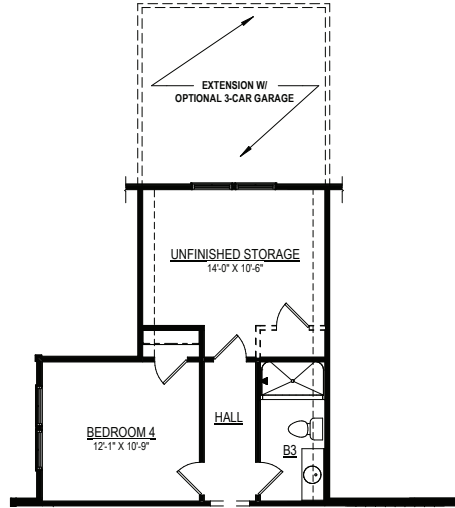 EXTENSION W/
OPTIONAL 3-CAR GARAGE
UNFINISHED STORAGE
14'-0" X 10'-6"
HALL
BEDROOM 4
12'-1" X 10'-9"
B3